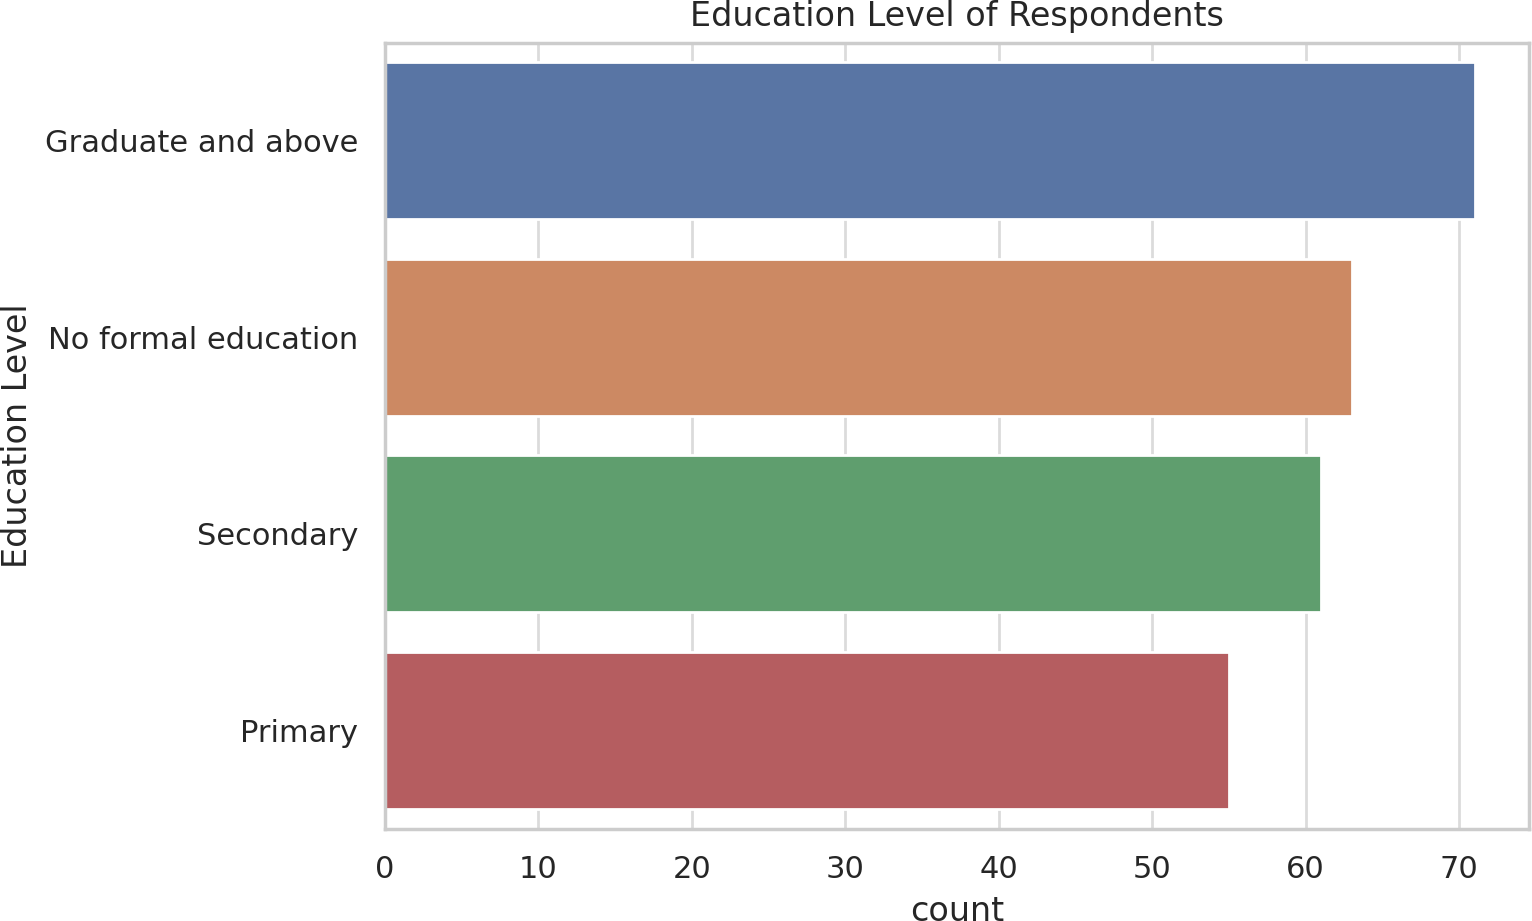 Education Level of Respondents
Education Level
Graduate and above
No formal education
Secondary
Primary
0 10 20 30 40 50 60 70
count